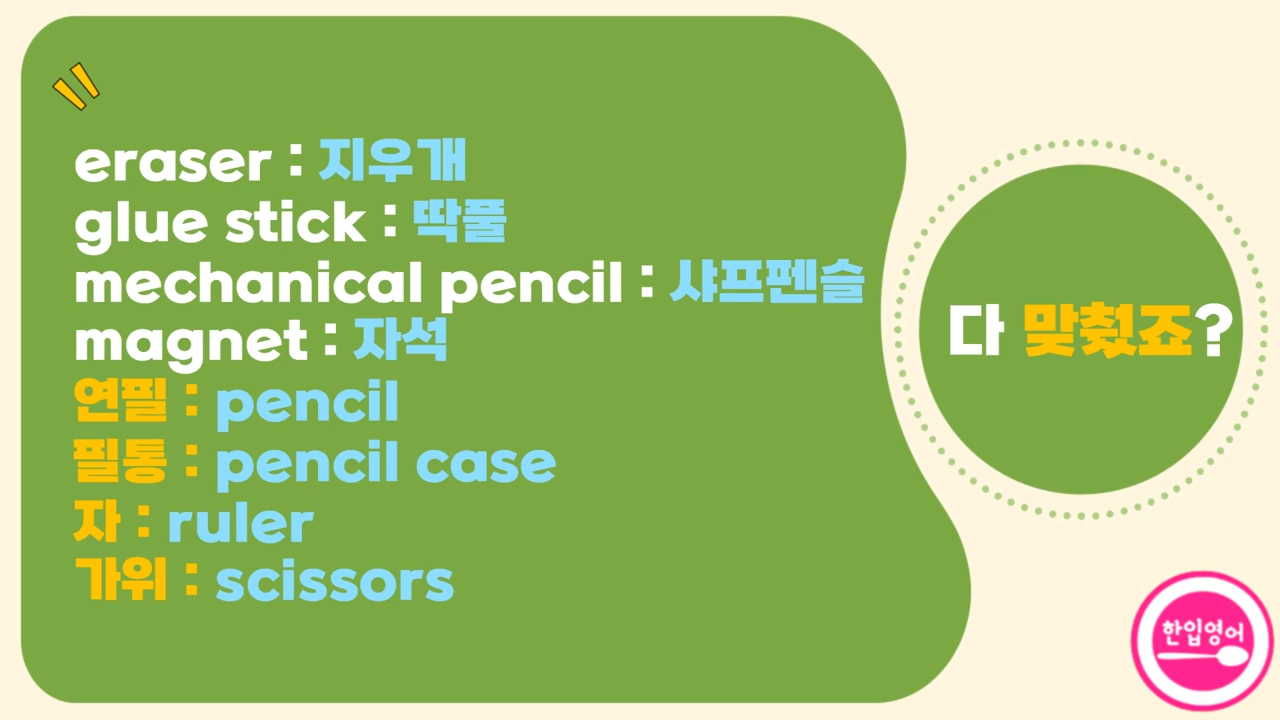 eraser : 지우개
glue stick : 딱풀
mechanical pencil : 샤프펜슬
magnet : 자석
연필 : pencil
필통 : pencil case
자 : ruler
가위 : scissors
다 맞췄죠?
한입영어